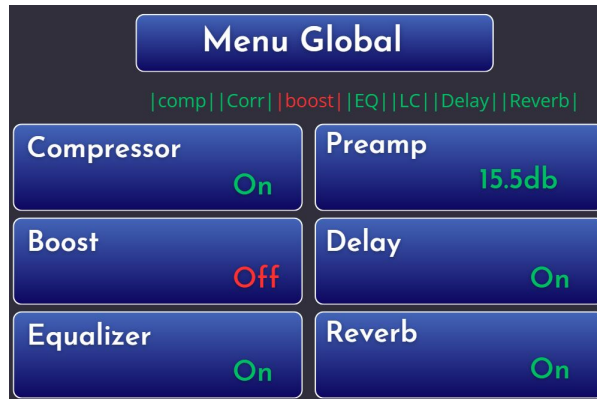 Menu Global
|comp||Corr||boost||EQ||LC||Delay||Reverb|
Compressor
On
Preamp
15.5db
Boost
Off
Delay
On
Equalizer
On
Reverb
On